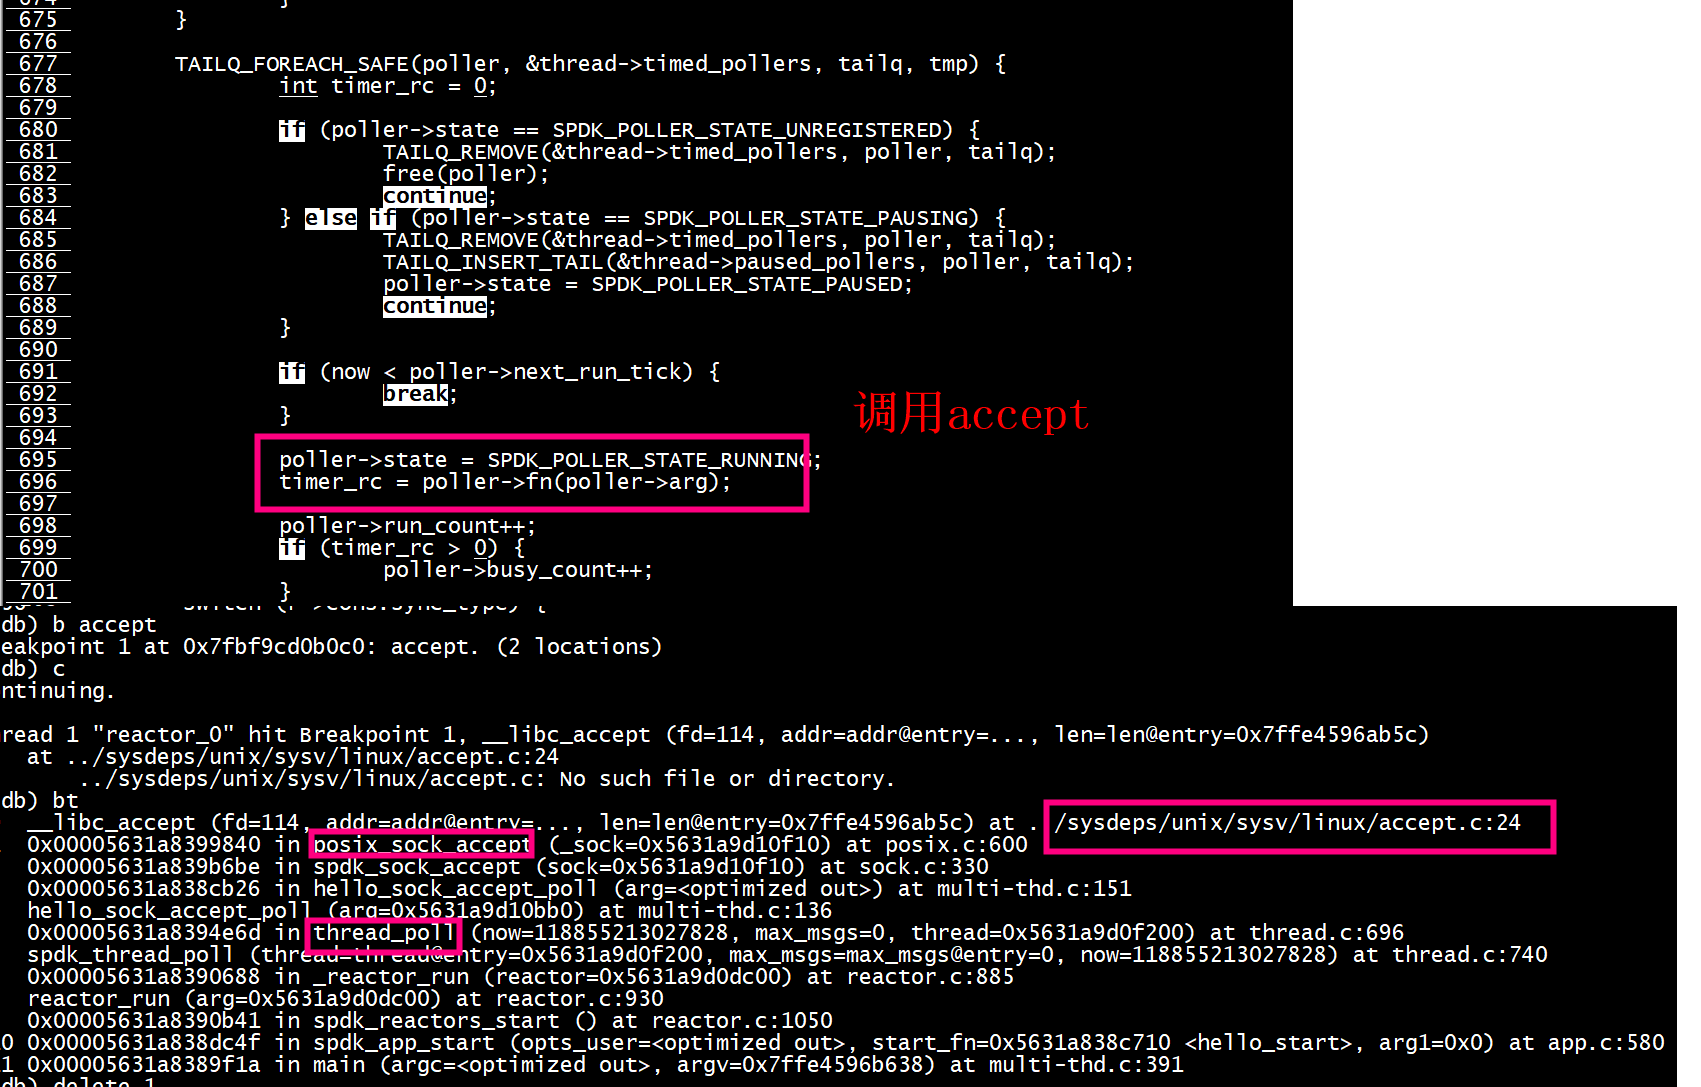 675 }
676
677 TAILQ_FOREACH_SAFE(poller, &thread->timed_pollers, tailq, tmp) {
678 int timer_rc = 0;
679
680 if (poller->state == SPDK_POLLER_STATE_UNREGISTERED) {
681 TAILQ_REMOVE(&thread->timed_pollers, poller, tailq);
682 free(poller);
683 continue;
684 } else if (poller->state == SPDK_POLLER_STATE_PAUSING) {
685 TAILQ_REMOVE(&thread->timed_pollers, poller, tailq);
686 TAILQ_INSERT_TAIL(&thread->paused_pollers, poller, tailq);
687 poller->state = SPDK_POLLER_STATE_PAUSED;
688 continue;
689 }
690
691 if (now < poller->next_run_tick) {
692 break;
693 }
调用accept
694
695 poller->state = SPDK_POLLER_STATE_RUNNING;
696 timer_rc = poller->fn(poller->arg);
697
698 poller->run_count++;
699 if (timer_rc > 0) {
700 poller->busy_count++;
701 }
db) b accept
eakpoint 1 at 0x7fbf9cd0b0c0: accept. (2 locations)
db) c
ntinuing.
read 1 "reactor_0" hit Breakpoint 1, __libc_accept (fd=114, addr=addr@entry=..., len=len@entry=0x7ffe4596ab5c)
at ../sysdeps/unix/sysv/linux/accept.c:24
../sysdeps/unix/sysv/linux/accept.c: No such file or directory.
db) bt
__libc_accept (fd=114, addr=addr@entry=..., len=len@entry=0x7ffe4596ab5c) at ./sysdeps/unix/sysv/linux/accept.c:24
0x00005631a8399840 in posix_sock_accept (_sock=0x5631a9d10f10) at posix.c:600
0x00005631a839b6be in spdk_sock_accept (sock=0x5631a9d10f10) at sock.c:330
0x00005631a838cb26 in hello_sock_accept_poll (arg=<optimized out>) at multi-thd.c:151
hello_sock_accept_poll (arg=0x5631a9d10bb0) at multi-thd.c:136
0x00005631a8394e6d in thread_poll (now=118855213027828, max_msgs=0, thread=0x5631a9d0f200) at thread.c:696
spdk_thread_poll (thread=thread@entry=0x5631a9d0f200, max_msgs=max_msgs@entry=0, now=118855213027828) at thread.c:740
0x00005631a8390688 in _reactor_run (reactor=0x5631a9d0dc00) at reactor.c:885
reactor_run (arg=0x5631a9d0dc00) at reactor.c:930
0x00005631a8390b41 in spdk_reactors_start () at reactor.c:1050
0 0x00005631a838dc4f in spdk_app_start (opts_user=<optimized out>, start_fn=0x5631a838c710 <hello_start>, arg1=0x0) at app.c:580
1 0x00005631a8389f1a in main (argc=<optimized out>, argv=0x7ffe4596b638) at multi-thd.c:391
db) delete 1